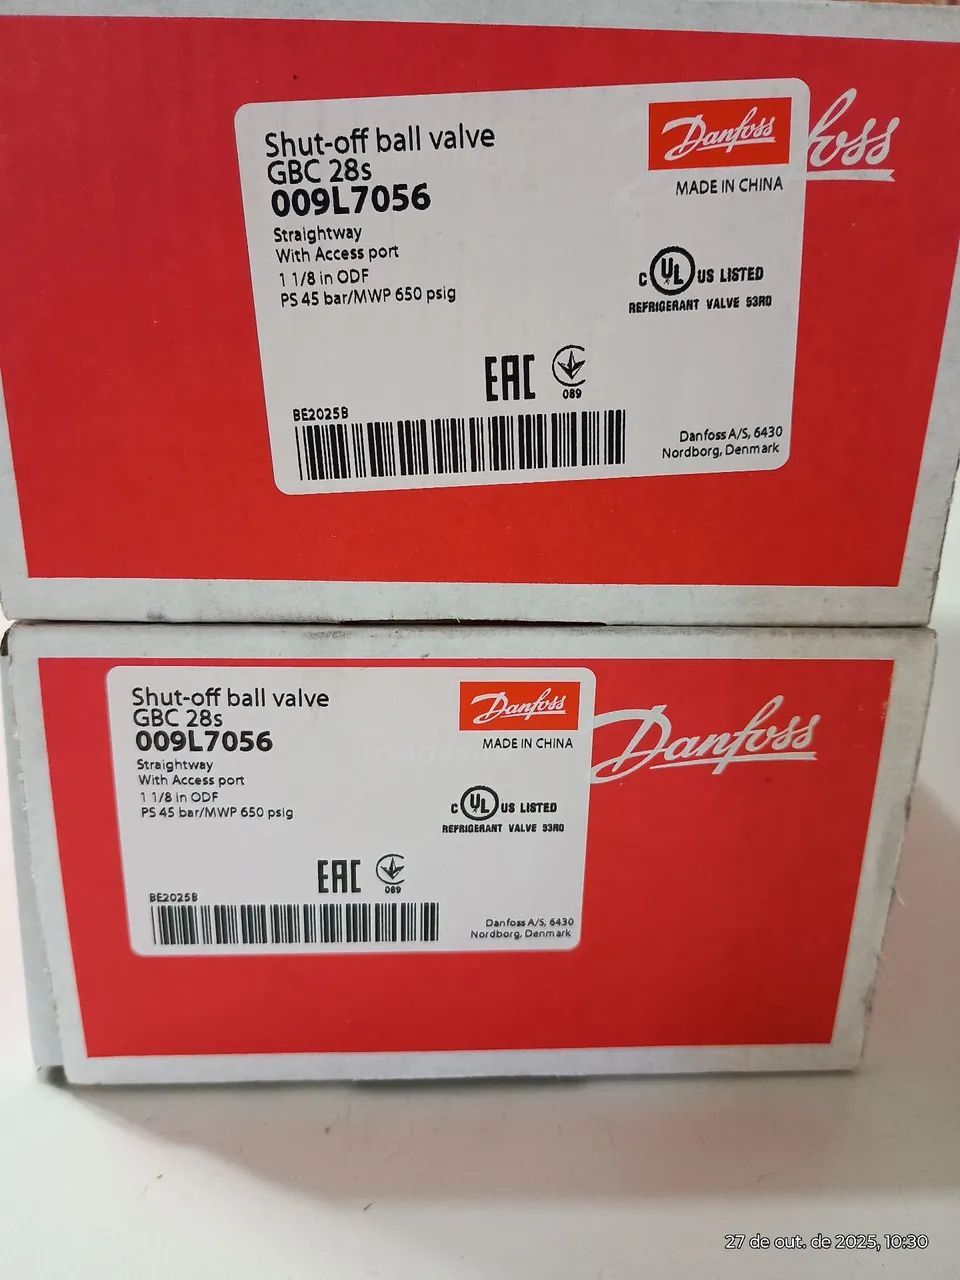 Shut-off ball valve
GBC 28s
009L7056
Straightway
With Access port
1 1/8 in ODF
PS 45 bar/MWP 650 psig
Danfoss
foss
MADE IN CHINA
C UL US LISTED
REFRIGERANT VALVE 53R0
EAC
089
BE2025B
Danfoss A/S, 6430
Nordborg, Denmark
Shut-off ball valve
GBC 28s
009L7056
Straightway
With Access port
1 1/8 in ODF
PS 45 bar/MWP 650 psig
Danfoss
Danfoss
MADE IN CHINA
C UL US LISTED
REFRIGERANT VALVE 53R0
EAC
089
BE2025B
Danfoss A/S, 6430
Nordborg, Denmark
27 de out. de 2025, 10:30